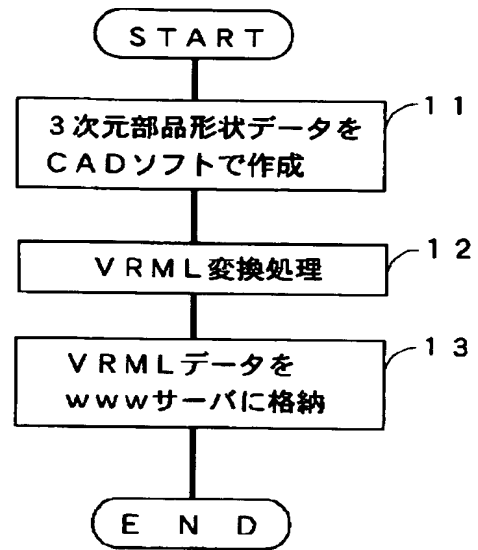 START
11
3次元部品形状データを
CADソフトで作成
12
VRML変換処理
13
VRMLデータを
wwwサーバに格納
END